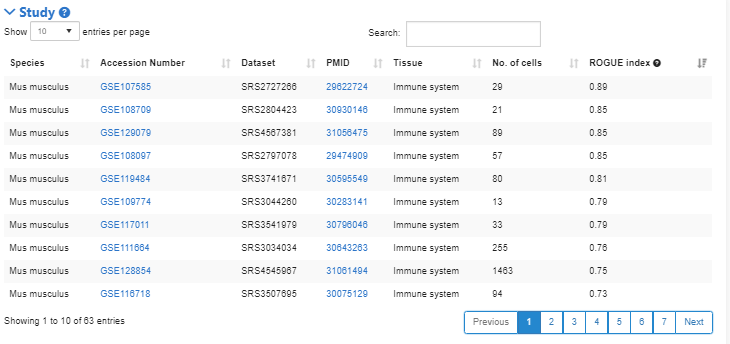 Study ?
Show 10 entries per page Search:
Species Accession Number Dataset PMID Tissue No. of cells ROGUE index ?
Mus musculus GSE107585 SRS2727266 29622724 Immune system 29 0.89
Mus musculus GSE108709 SRS2804423 30930146 Immune system 21 0.85
Mus musculus GSE129079 SRS4567381 31056475 Immune system 89 0.85
Mus musculus GSE108097 SRS2797078 29474909 Immune system 57 0.85
Mus musculus GSE119484 SRS3741671 30595549 Immune system 80 0.81
Mus musculus GSE109774 SRS3044260 30283141 Immune system 13 0.79
Mus musculus GSE117011 SRS3541979 30796046 Immune system 33 0.79
Mus musculus GSE111664 SRS3034034 30643263 Immune system 255 0.76
Mus musculus GSE128854 SRS4545967 31061494 Immune system 1463 0.75
Mus musculus GSE116718 SRS3507695 30075129 Immune system 94 0.73
Showing 1 to 10 of 63 entries Previous 1 2 3 4 5 6 7 Next